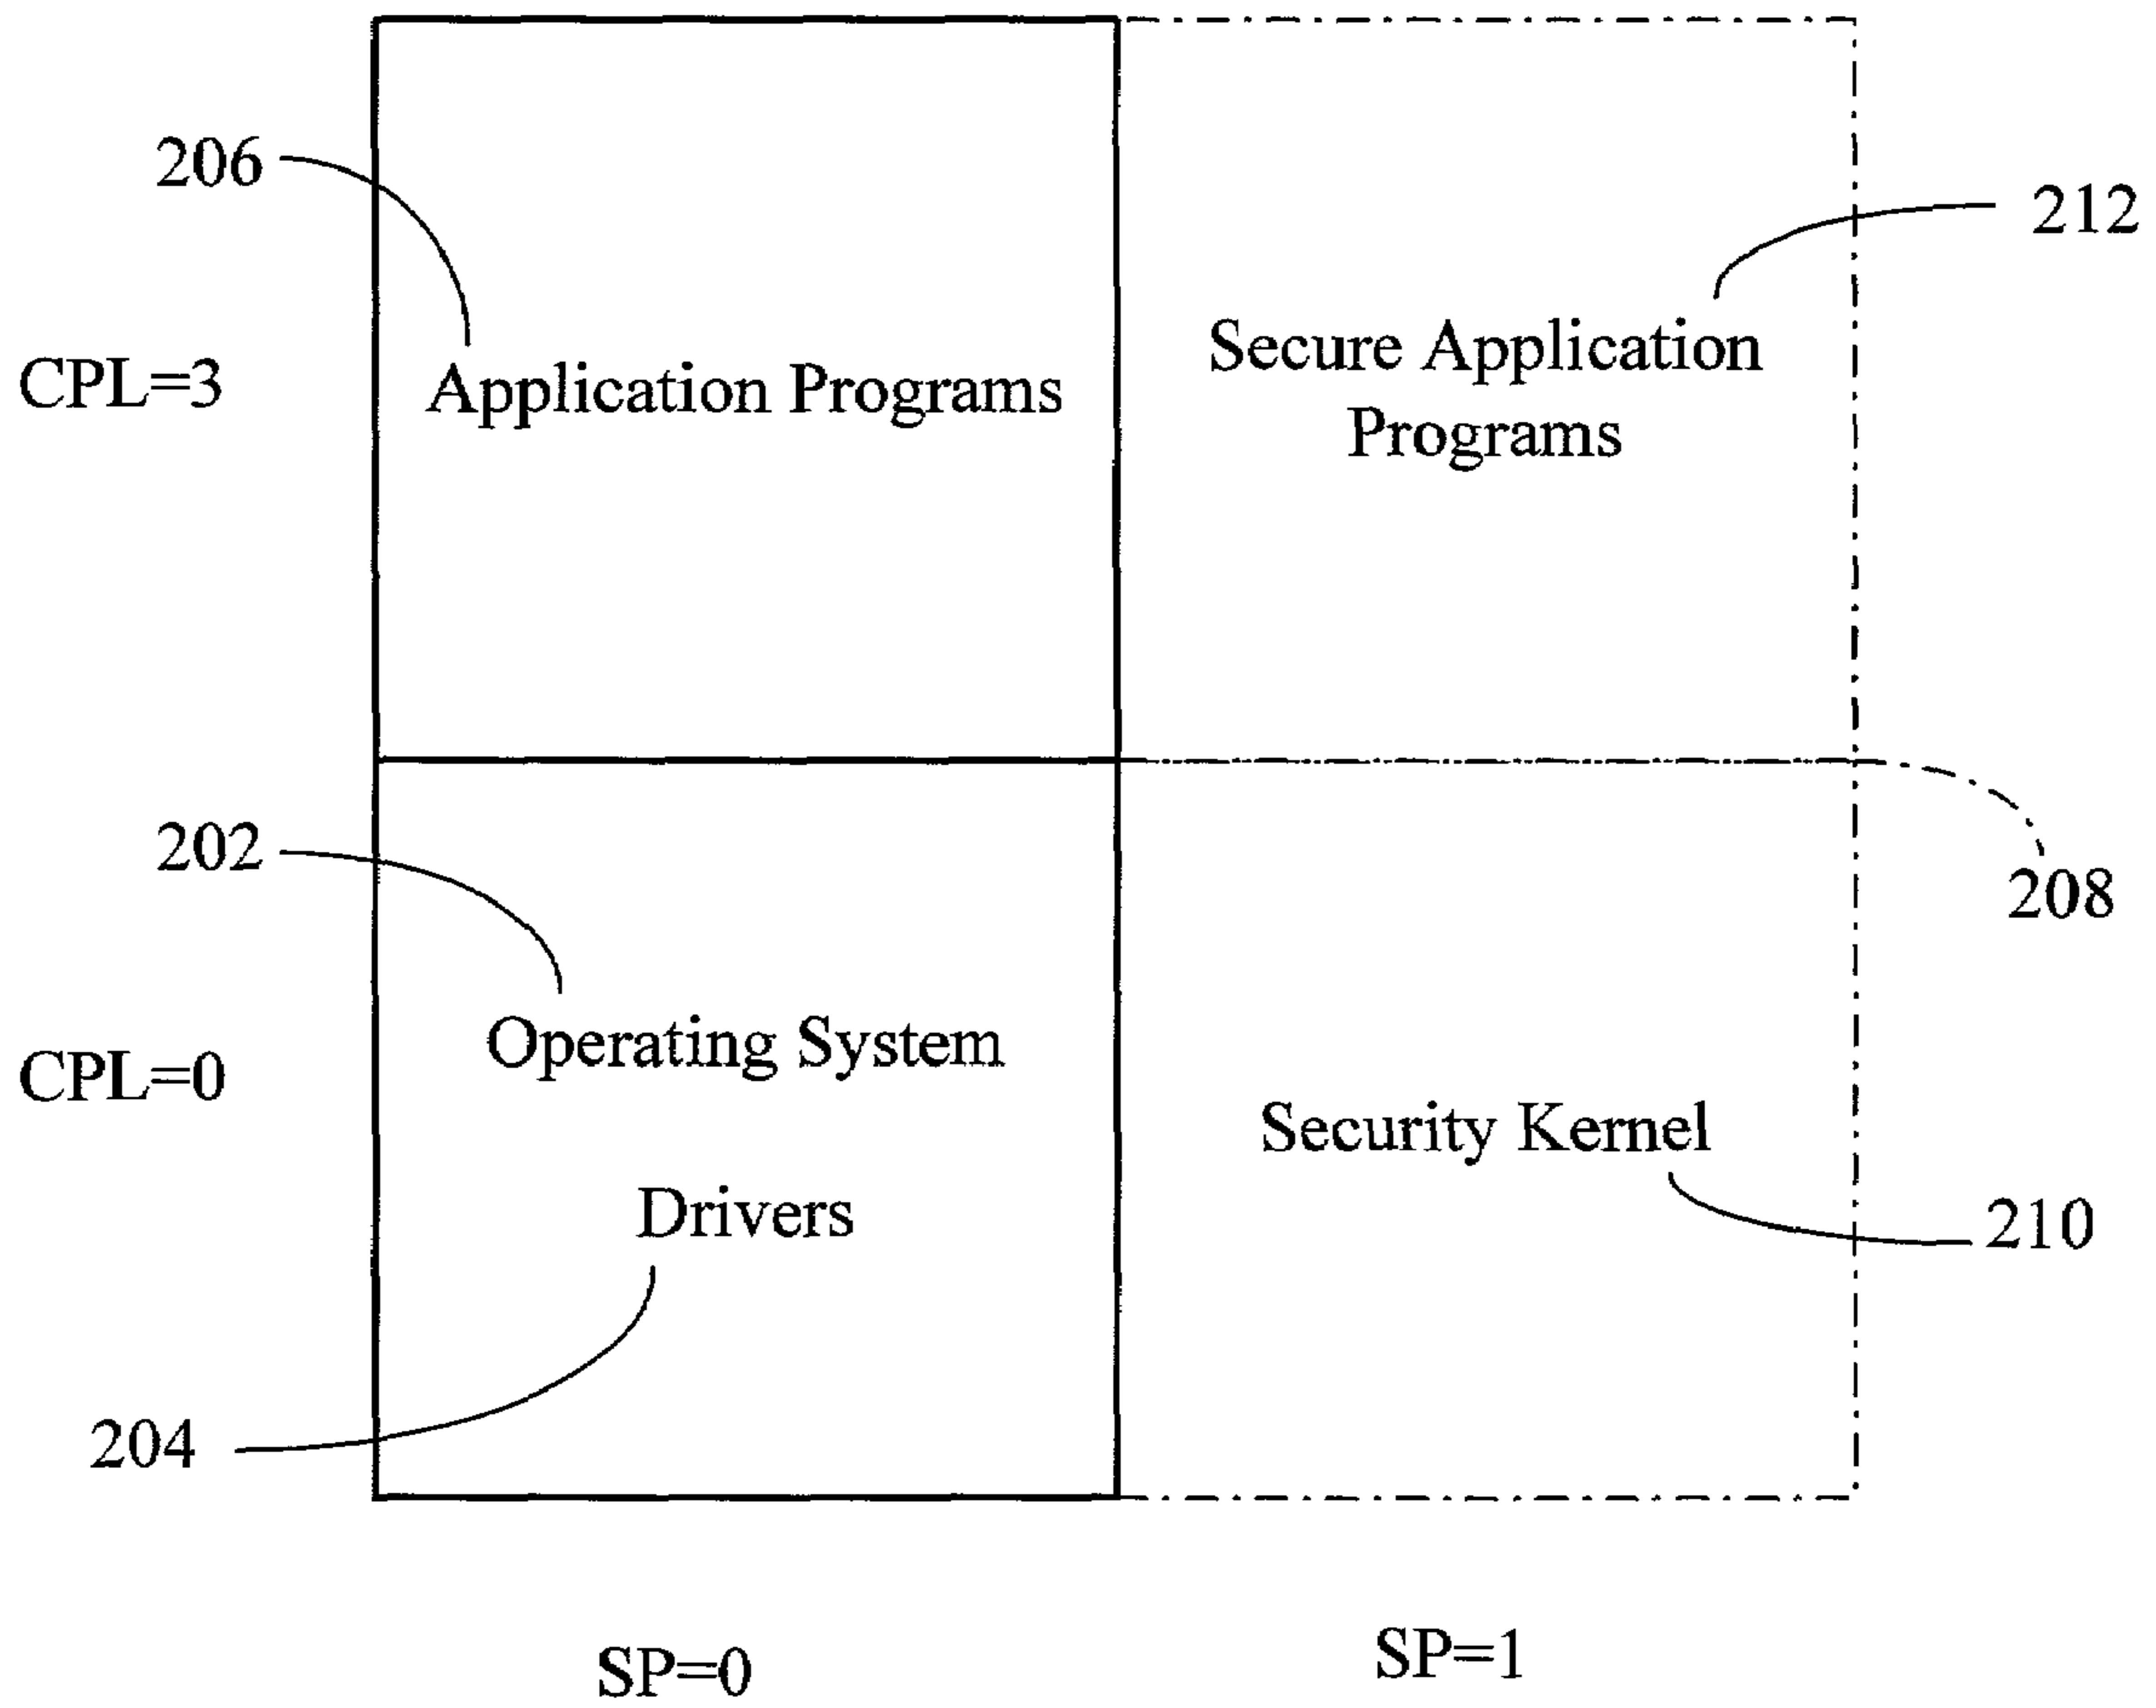 206
212
Secure Application
Programs
CPL=3
Application Programs
202
208
Operating System
CPL=0
Security Kernel
Drivers
210
204
SP=0
SP=1